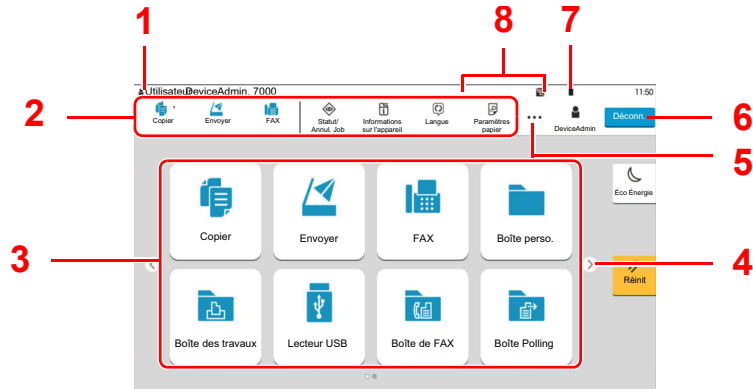 1
8
7
UtilisateurDeviceAdmin. 7000
11:50
2
Copier
Envoyer
FAX
Statut/
Annul. Job
Informations
sur l'appareil
Langue
Paramètres
papier
DeviceAdmin
Déconn.
6
5
Éco Énergie
Copier
Envoyer
FAX
Boîte perso.
3
4
Réinit
Boîte des travaux
Lecteur USB
Boîte de FAX
Boîte Polling